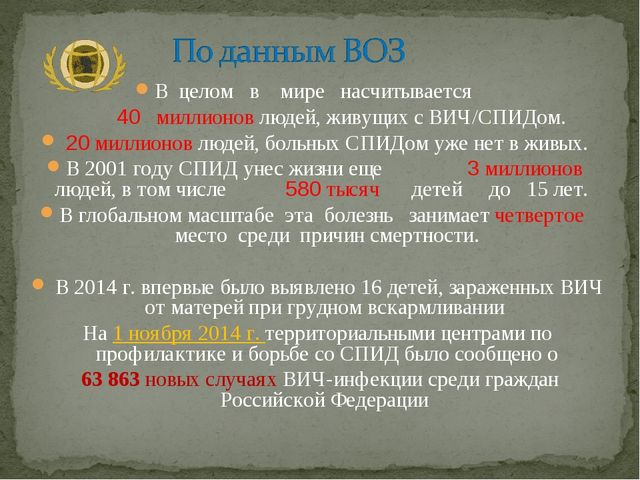 По данным ВОЗ
В целом в мире насчитывается
40 миллионов людей, живущих с ВИЧ/СПИДом.
20 миллионов людей, больных СПИДом уже нет в живых.
В 2001 году СПИД унес жизни еще 3 миллионов
людей, в том числе 580 тысяч детей до 15 лет.
В глобальном масштабе эта болезнь занимает четвертое
место среди причин смертности.
В 2014 г. впервые было выявлено 16 детей, зараженных ВИЧ
от матерей при грудном вскармливании
На 1 ноября 2014 г. территориальными центрами по
профилактике и борьбе со СПИД было сообщено о
63 863 новых случаях ВИЧ-инфекции среди граждан
Российской Федерации